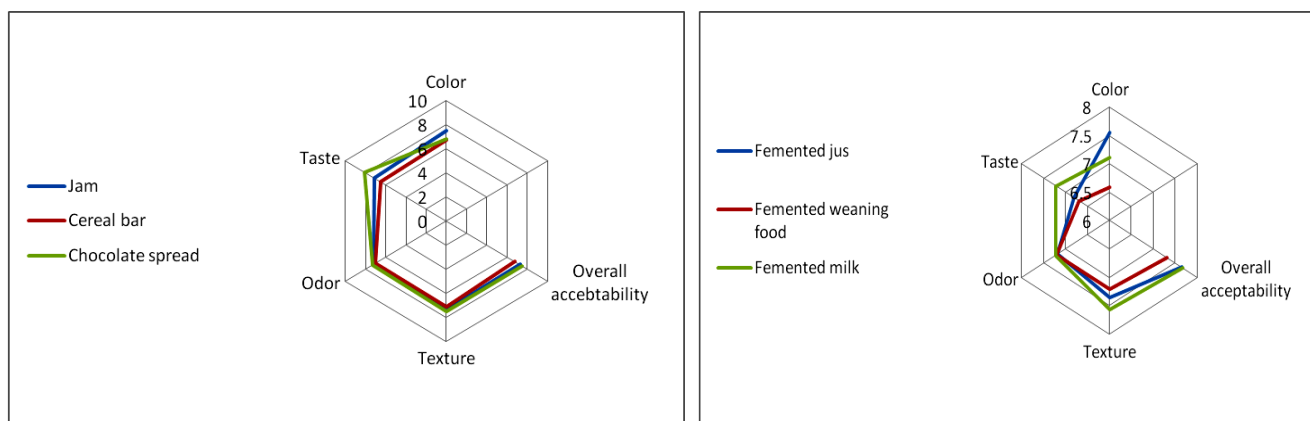 Color
10
8
6
4
2
0
Taste
Odor
Texture
Overall
accebtability
Jam
Cereal bar
Chocolate spread
Color
8
7.5
7
6.5
6
Taste
Odor
Texture
Overall
acceptability
Femented jus
Femented weaning
food
Femented milk